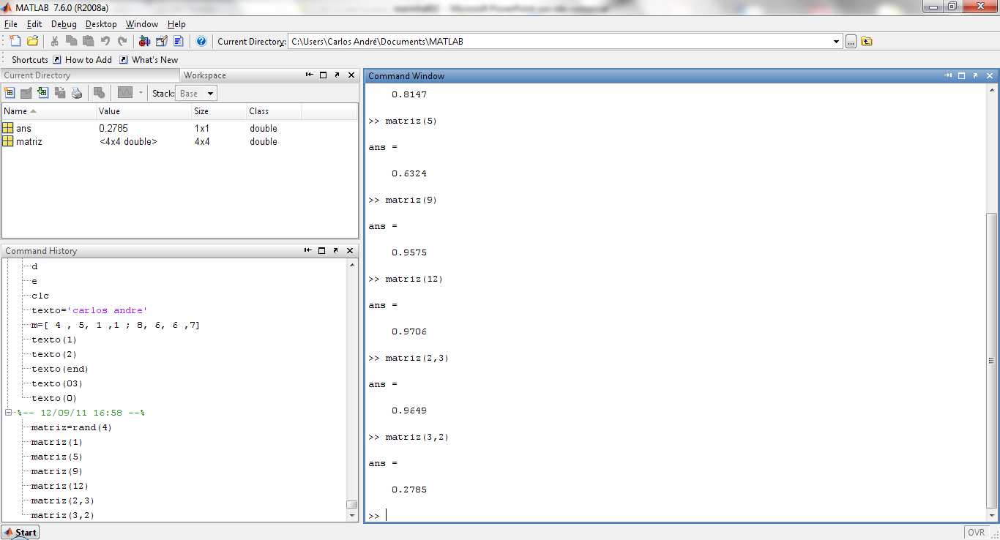 MATLAB 7.6.0 (R2008a)
File Edit Debug Desktop Window Help
Current Directory: C:\Users\Carlos André\Documents\MATLAB ...
Shortcuts How to Add What's New
Current Directory Workspace
Stack: Base
Name Value Size Class
ans 0.2785 1x1 double
matriz <4x4 double> 4x4 double
Command History
d
e
clc
texto='carlos andre'
m=[ 4 , 5, 1 ,1 ; 8, 6, 6 ,7]
texto(1)
texto(2)
texto(end)
texto(03)
texto(0)
%-- 12/09/11 16:58 --%
matriz=rand(4)
matriz(1)
matriz(5)
matriz(9)
matriz(12)
matriz(2,3)
matriz(3,2)
Command Window
0.8147
>> matriz(5)
ans =
0.6324
>> matriz(9)
ans =
0.9575
>> matriz(12)
ans =
0.9706
>> matriz(2,3)
ans =
0.9649
>> matriz(3,2)
ans =
0.2785
>>
Start
OVR